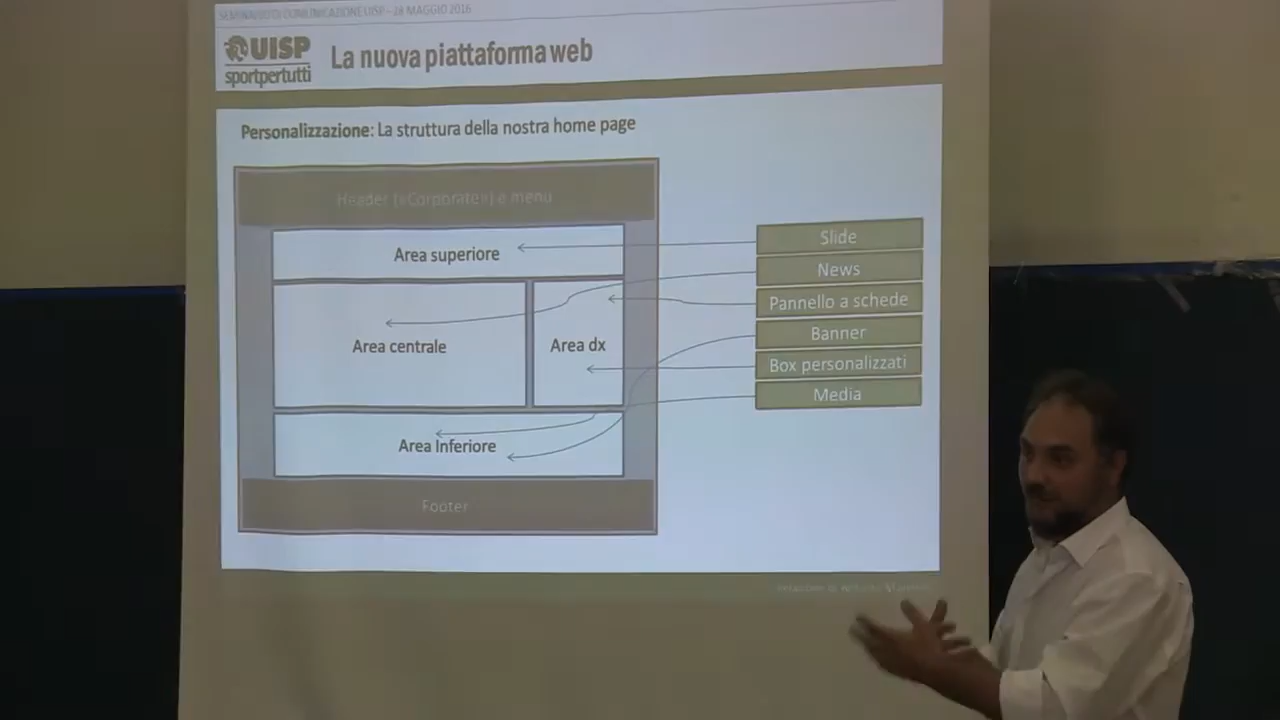 SEMINARIO DI COMUNICAZIONE UISP - 28 MAGGIO 2016
UISP
sportpertutti
La nuova piattaforma web
Personalizzazione: La struttura della nostra home page
Header («Corporate») e menu
Area superiore
Area centrale
Area dx
Area Inferiore
Footer
Slide
News
Pannello a schede
Banner
Box personalizzati
Media